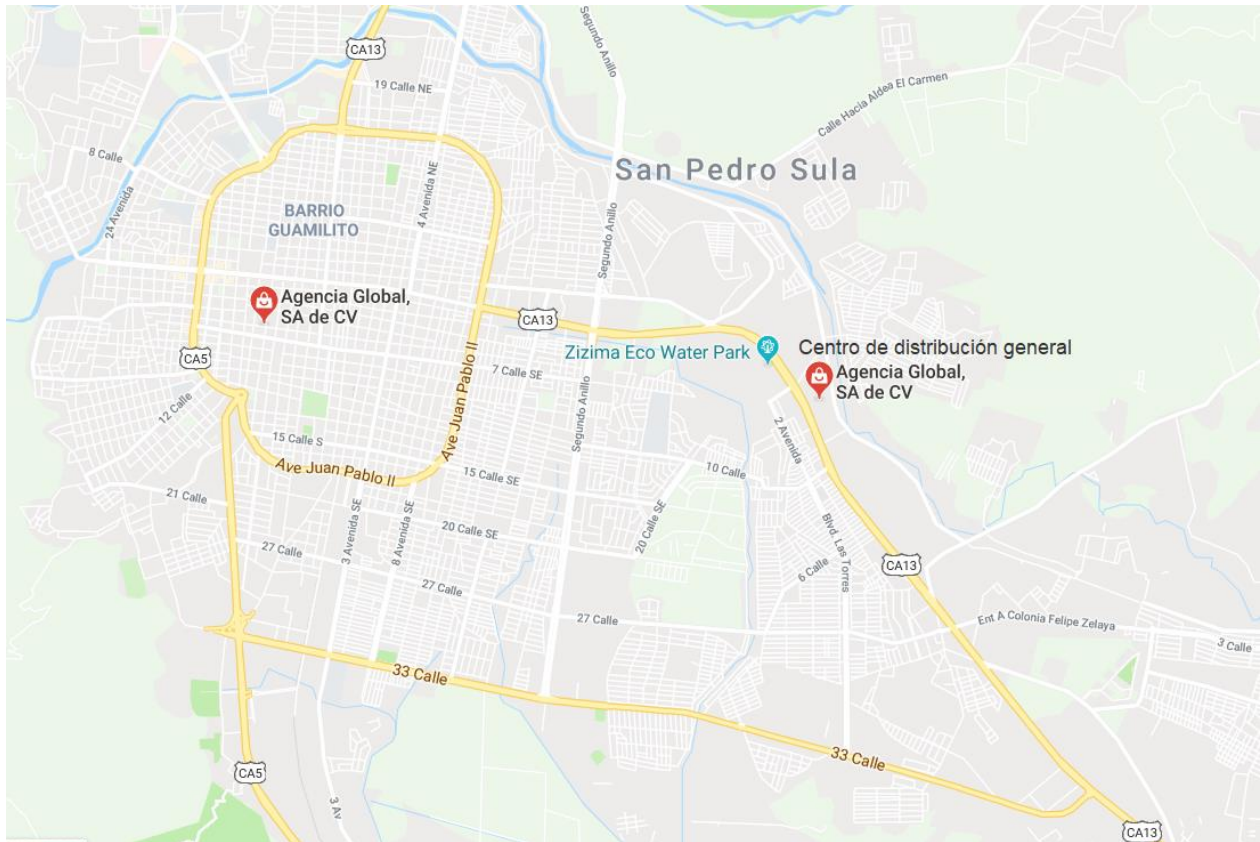 CA13
Segundo Anillo
19 Calle NE
Calle Hacia Aldea El Carmen
8 Calle
4 Avenida NE
San Pedro Sula
24 Avenida
BARRIO
GUAMILITO
Segundo Anillo
Agencia Global,
SA de CV
CA13
Zizima Eco Water Park
Centro de distribución general
Agencia Global,
SA de CV
CA5
7 Calle SE
Ave Juan Pablo II
12 Calle
Segundo Anillo
2 Avenida
15 Calle S
Ave Juan Pablo II
15 Calle SE
10 Calle
21 Calle
3 Avenida SE
8 Avenida SE
20 Calle SE
20 Calle SE
Blvd. Las Torres
27 Calle
6 Calle
CA13
27 Calle
27 Calle
Ent A Colonia Felipe Zelaya
3 Calle
33 Calle
33 Calle
CA5
3 Av
CA13